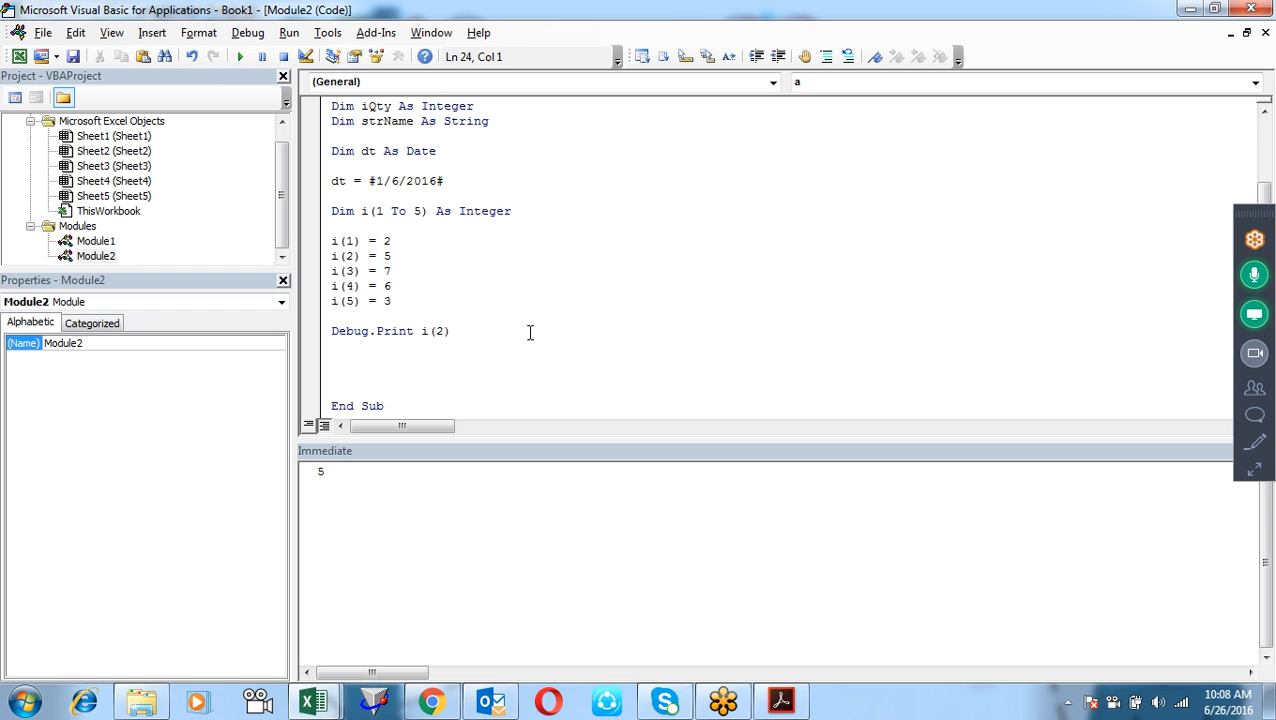 Microsoft Visual Basic for Applications - Book1 - [Module2 (Code)]
File Edit View Insert Format Debug Run Tools Add-Ins Window Help
Ln 24, Col 1
Project - VBAProject
(General) a
Microsoft Excel Objects
Sheet1 (Sheet1)
Sheet2 (Sheet2)
Sheet3 (Sheet3)
Sheet4 (Sheet4)
Sheet5 (Sheet5)
ThisWorkbook
Modules
Module1
Module2
Properties - Module2
Module2 Module
Alphabetic Categorized
(Name) Module2
Dim iQty As Integer
Dim strName As String
Dim dt As Date
dt = #1/6/2016#
Dim i(1 To 5) As Integer
i(1) = 2
i(2) = 5
i(3) = 7
i(4) = 6
i(5) = 3
Debug.Print i(2)
End Sub
Immediate
5
10:08 AM
6/26/2016